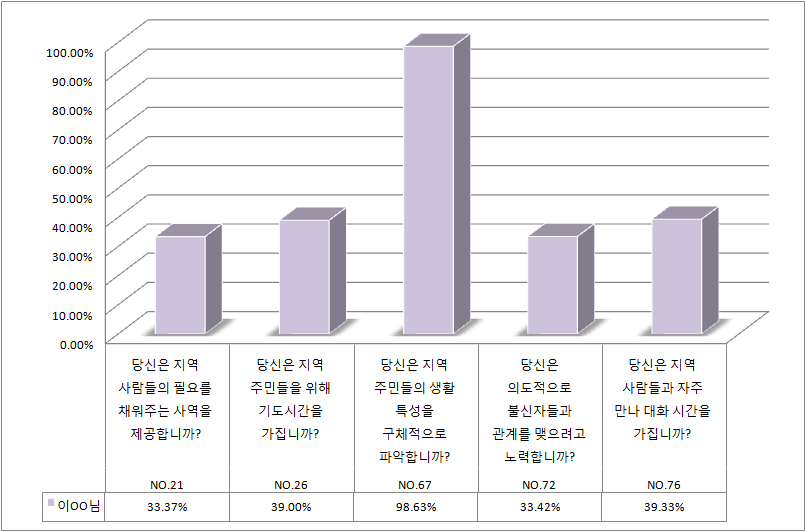 100.00%
90.00%
80.00%
70.00%
60.00%
50.00%
40.00%
30.00%
20.00%
10.00%
0.00%
당신은 지역
사람들의 필요를
채워주는 사역을
제공합니까?
NO.21
당신은 지역
주민들을 위해
기도시간을
가집니까?
NO.26
당신은 지역
주민들의 생활
특성을
구체적으로
파악합니까?
NO.67
당신은
의도적으로
불신자들과
관계를 맺으려고
노력합니까?
NO.72
당신은 지역
사람들과 자주
만나 대화 시간을
가집니까?
NO.76
이OO님 33.37% 39.00% 98.63% 33.42% 39.33%